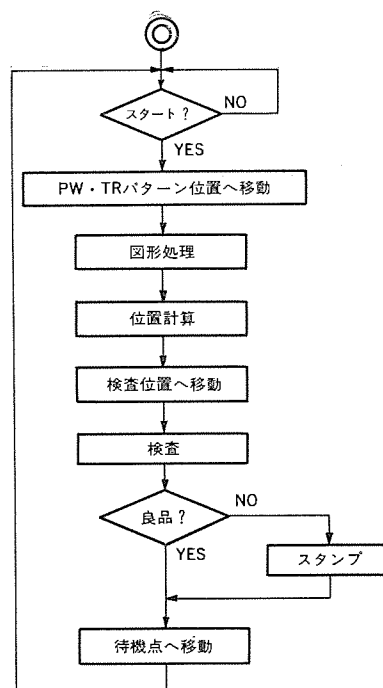 スタート?
NO
YES
PW・TRパターン位置へ移動
図形処理
位置計算
検査位置へ移動
検査
良品?
NO
YES
スタンプ
待機点へ移動